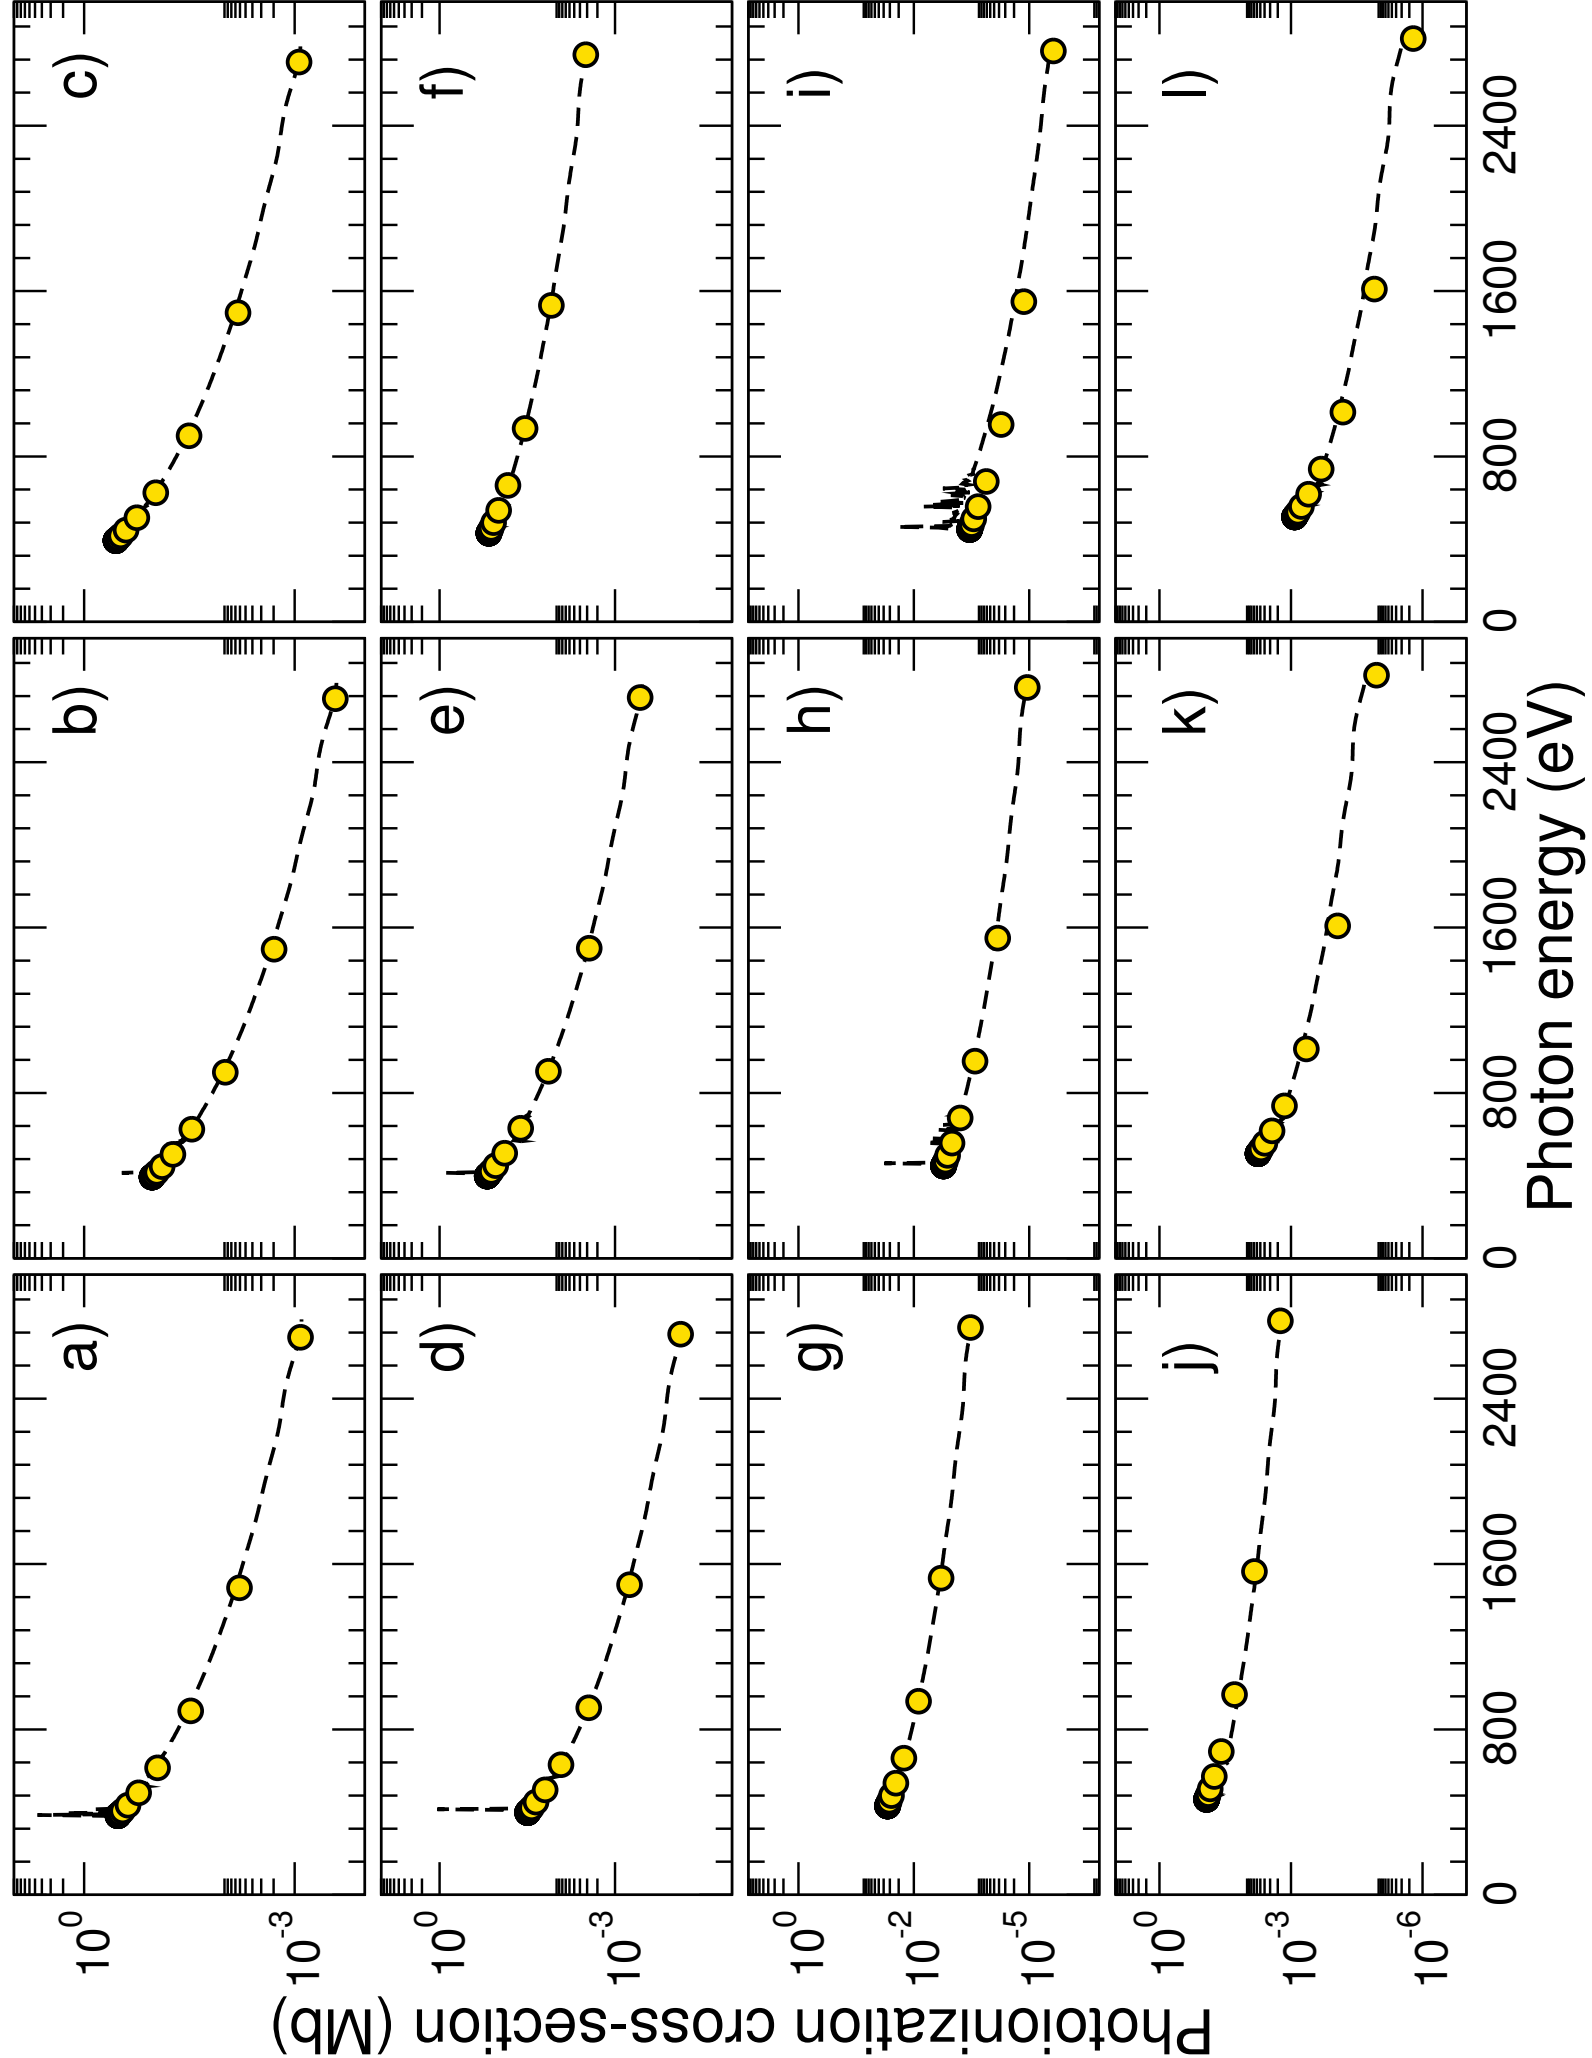 Photoionization cross-section (Mb)
10^0
10^-3
a)
b)
c)
10^0
10^-3
d)
e)
f)
10^0
10^-2
10^-5
g)
h)
i)
10^0
10^-3
10^-6
j)
k)
l)
0 800 1600 2400 0 800 1600 2400 0 800 1600 2400
Photon energy (eV)